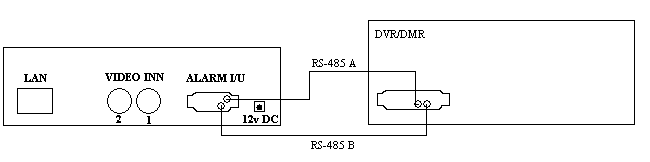 DVR/DMR
RS-485 A
LAN
VIDEO INN
ALARM I/U
2
1
12v DC
RS-485 B